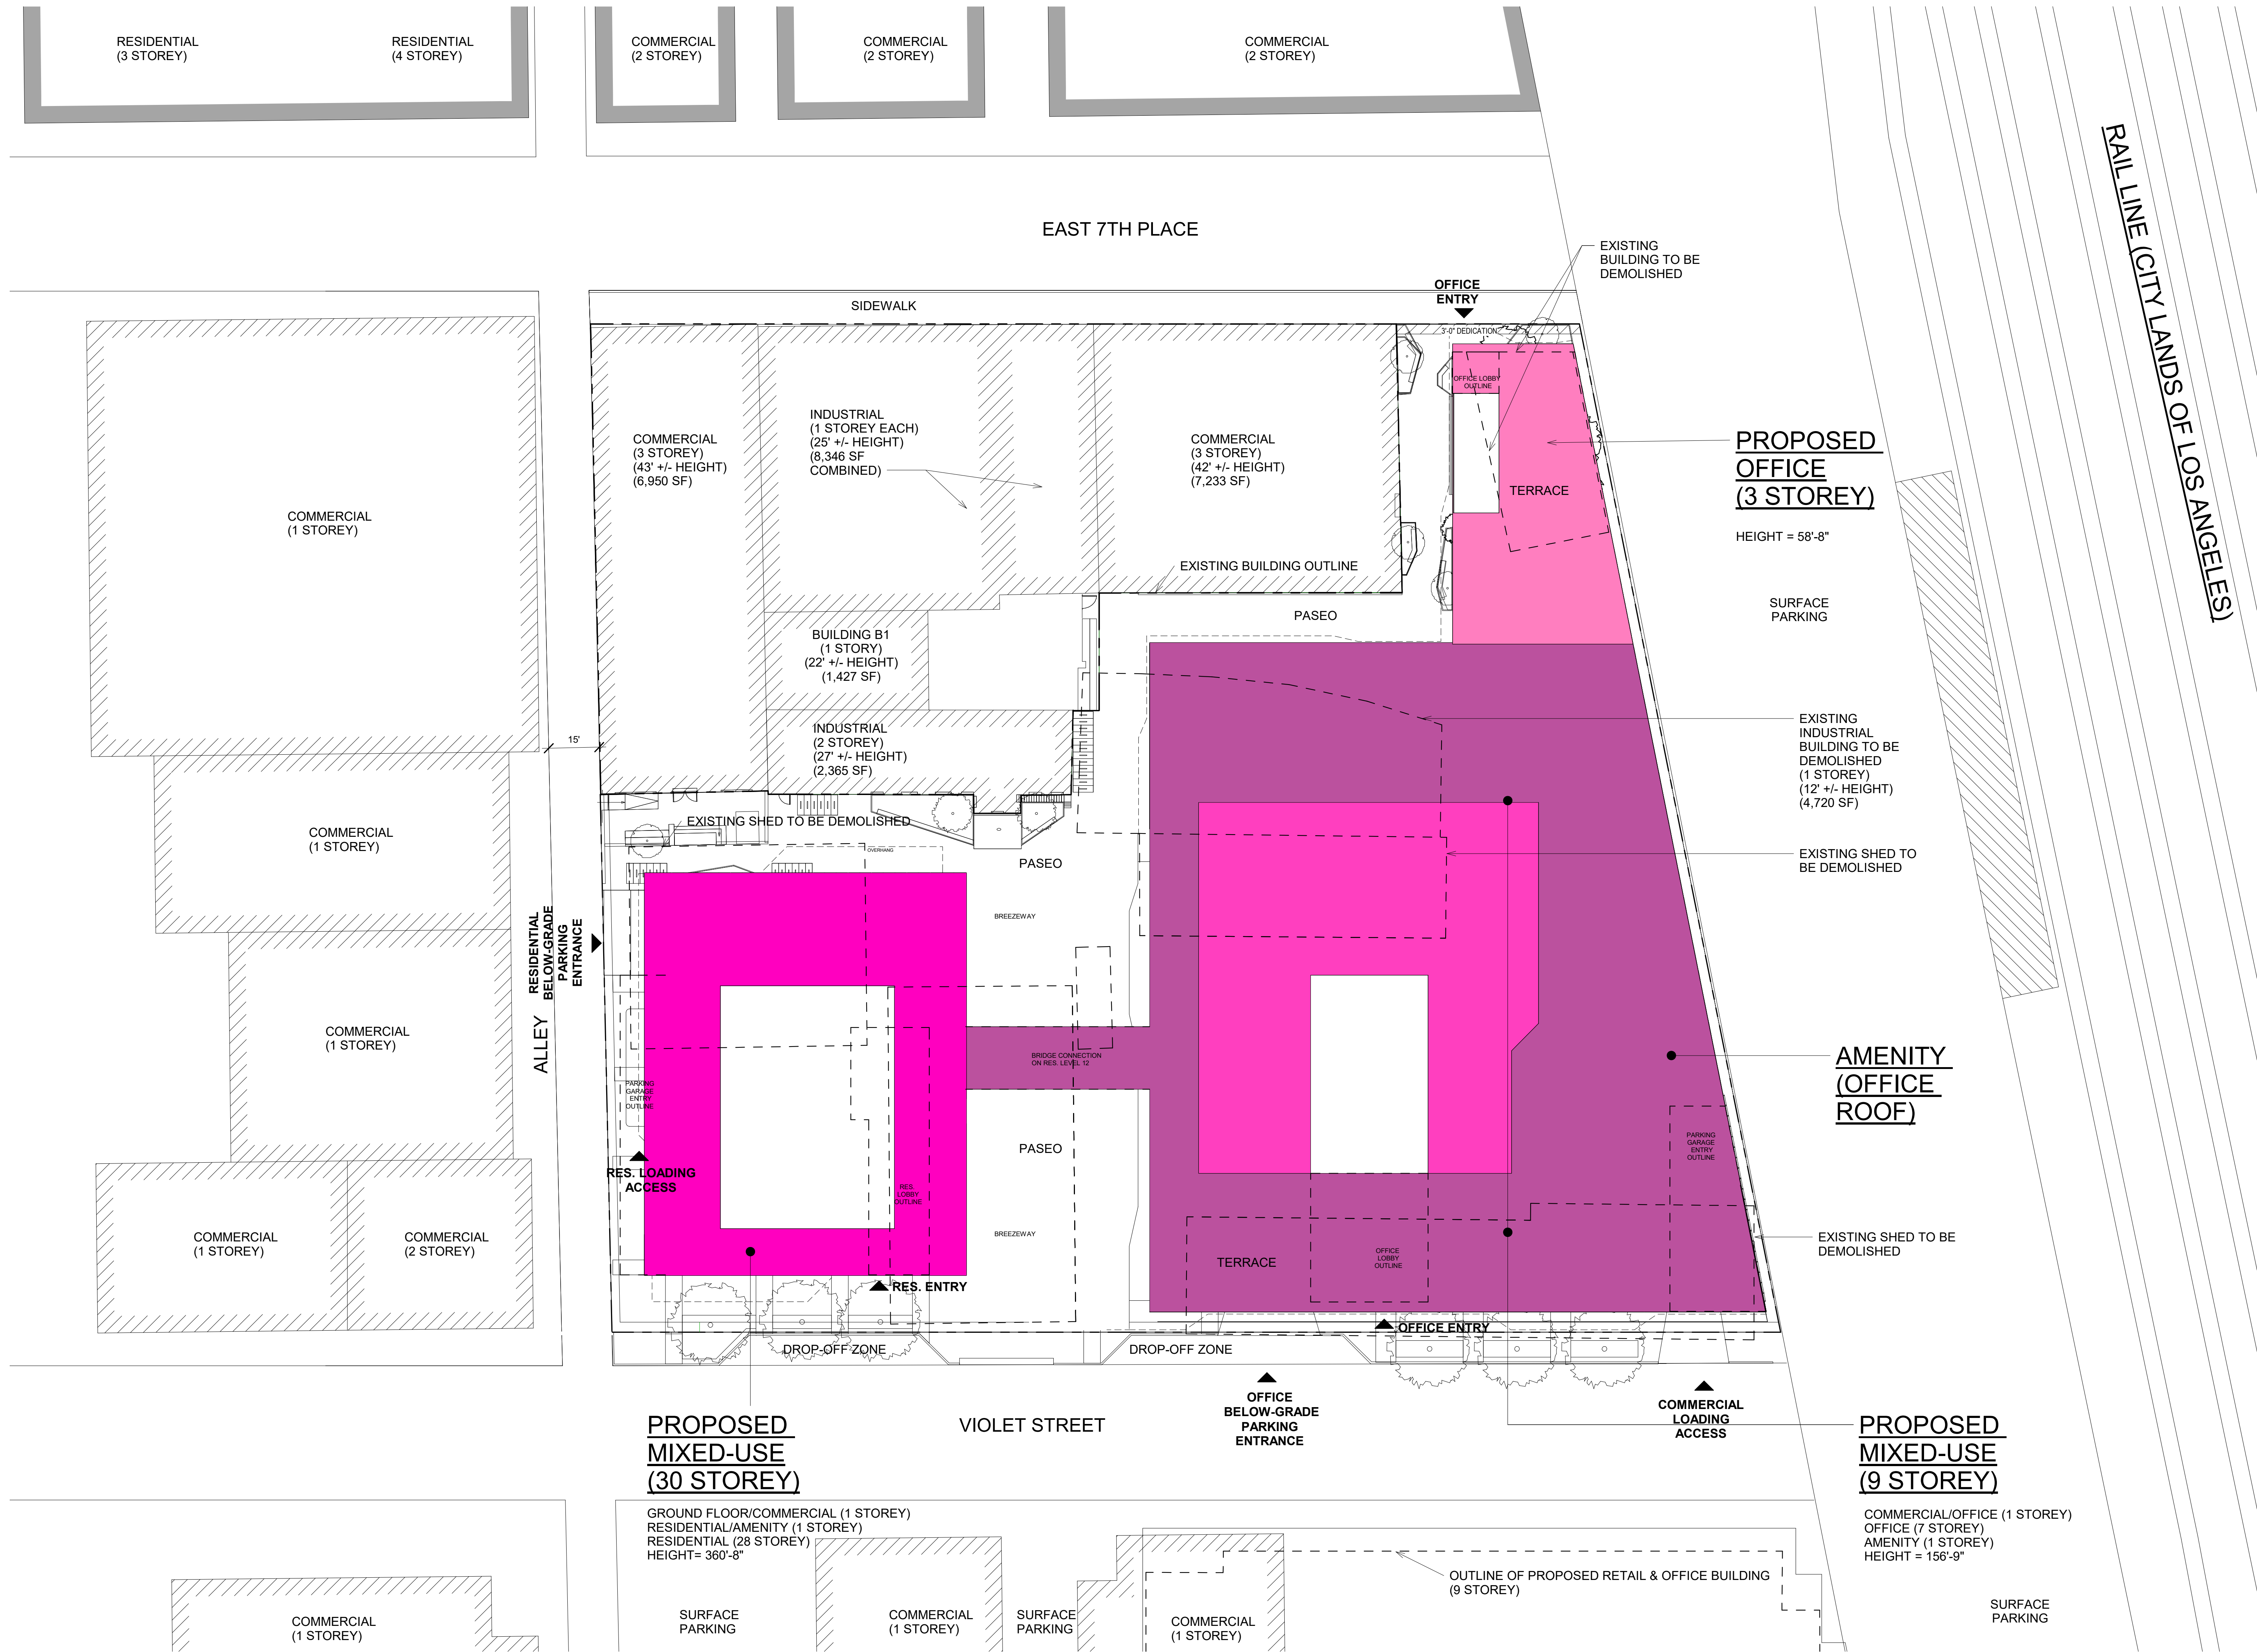 RESIDENTIAL
(3 STOREY)
RESIDENTIAL
(4 STOREY)
COMMERCIAL
(2 STOREY)
COMMERCIAL
(2 STOREY)
COMMERCIAL
(2 STOREY)
RAIL LINE (CITY LANDS OF LOS ANGELES)
EAST 7TH PLACE
EXISTING
BUILDING TO BE
DEMOLISHED
OFFICE
ENTRY
SIDEWALK
3'-0" DEDICATION
OFFICE LOBBY
OUTLINE
COMMERCIAL
(1 STOREY)
COMMERCIAL
(3 STOREY)
(43' +/- HEIGHT)
(6,950 SF)
INDUSTRIAL
(1 STOREY EACH)
(25' +/- HEIGHT)
(8,346 SF
COMBINED)
COMMERCIAL
(3 STOREY)
(42' +/- HEIGHT)
(7,233 SF)
TERRACE
PROPOSED
OFFICE
(3 STOREY)
HEIGHT = 58'-8"
EXISTING BUILDING OUTLINE
PASEO
SURFACE
PARKING
BUILDING B1
(1 STORY)
(22' +/- HEIGHT)
(1,427 SF)
INDUSTRIAL
(2 STOREY)
(27' +/- HEIGHT)
(2,365 SF)
15'
EXISTING
INDUSTRIAL
BUILDING TO BE
DEMOLISHED
(1 STOREY)
(12' +/- HEIGHT)
(4,720 SF)
EXISTING SHED TO BE DEMOLISHED
OVERHANG
COMMERCIAL
(1 STOREY)
PASEO
EXISTING SHED TO
BE DEMOLISHED
BREEZEWAY
RESIDENTIAL
BELOW-GRADE
PARKING
ENTRANCE
ALLEY
COMMERCIAL
(1 STOREY)
BRIDGE CONNECTION
ON RES. LEVEL 12
AMENITY
(OFFICE
ROOF)
PARKING
GARAGE
ENTRY
OUTLINE
PARKING
GARAGE
ENTRY
OUTLINE
PASEO
RES. LOADING
ACCESS
RES.
LOBBY
OUTLINE
BREEZEWAY
COMMERCIAL
(1 STOREY)
COMMERCIAL
(2 STOREY)
TERRACE
OFFICE
LOBBY
OUTLINE
EXISTING SHED TO BE
DEMOLISHED
RES. ENTRY
OFFICE ENTRY
DROP-OFF ZONE
DROP-OFF ZONE
OFFICE
BELOW-GRADE
PARKING
ENTRANCE
COMMERCIAL
LOADING
ACCESS
VIOLET STREET
PROPOSED
MIXED-USE
(30 STOREY)
GROUND FLOOR/COMMERCIAL (1 STOREY)
RESIDENTIAL/AMENITY (1 STOREY)
RESIDENTIAL (28 STOREY)
HEIGHT= 360'-8"
PROPOSED
MIXED-USE
(9 STOREY)
COMMERCIAL/OFFICE (1 STOREY)
OFFICE (7 STOREY)
AMENITY (1 STOREY)
HEIGHT = 156'-9"
OUTLINE OF PROPOSED RETAIL & OFFICE BUILDING
(9 STOREY)
COMMERCIAL
(1 STOREY)
SURFACE
PARKING
COMMERCIAL
(1 STOREY)
SURFACE
PARKING
COMMERCIAL
(1 STOREY)
SURFACE
PARKING